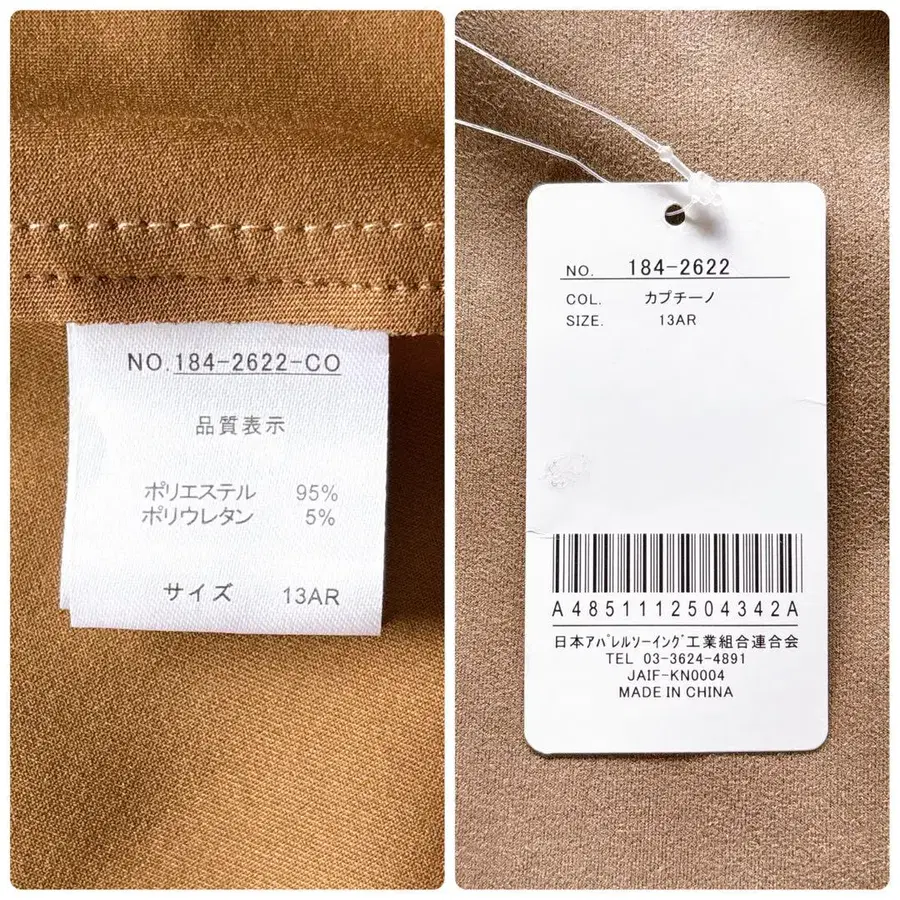 NO.184-2622-CO
品質表示
ポリエステル 95%
ポリウレタン 5%
サイズ 13AR
NO. 184-2622
COL. カプチーノ
SIZE. 13AR
A4851112504342A
日本ｱﾊﾟﾚﾙソーイング工業組合連合会
TEL 03-3624-4891
JAIF-KN0004
MADE IN CHINA